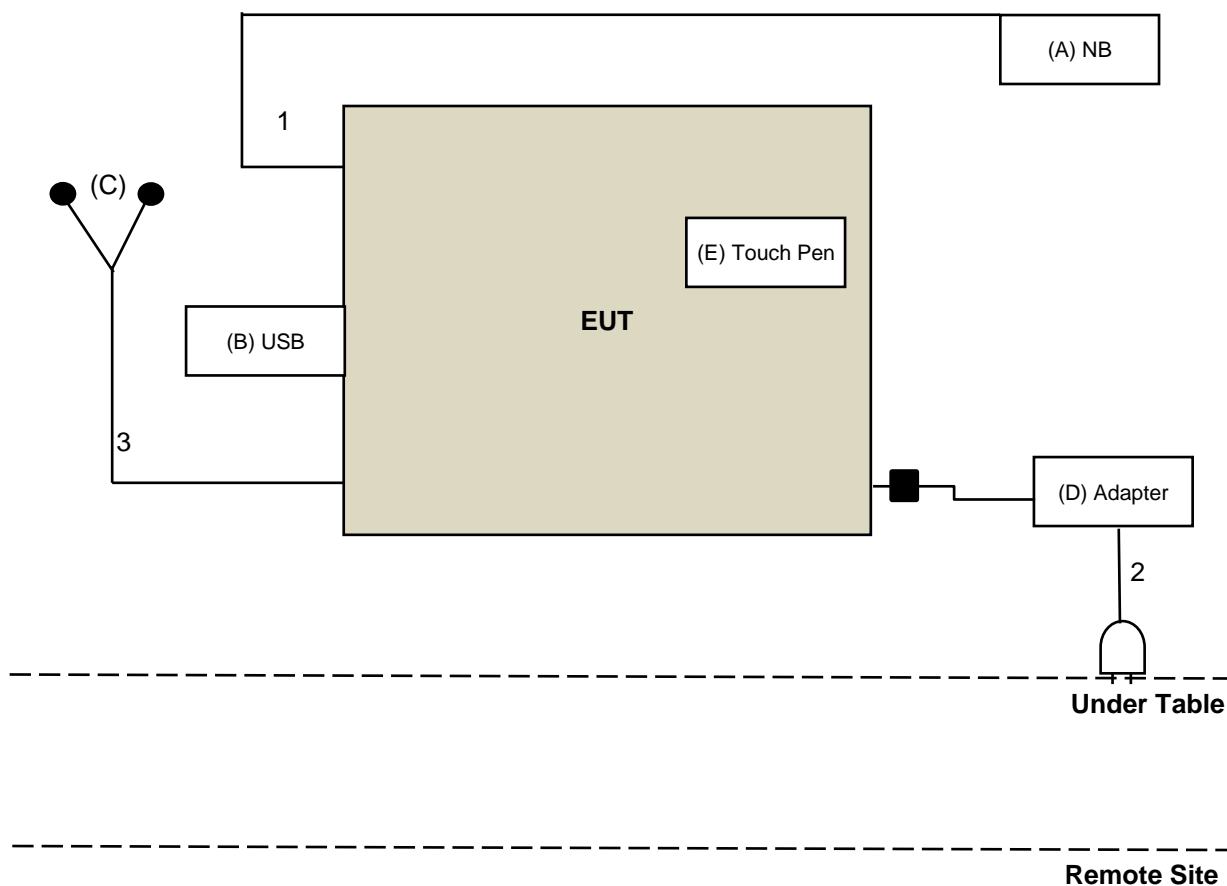 (A) NB
1
(C)
(E) Touch Pen
EUT
(B) USB
3
(D) Adapter
2
Under Table
Remote Site